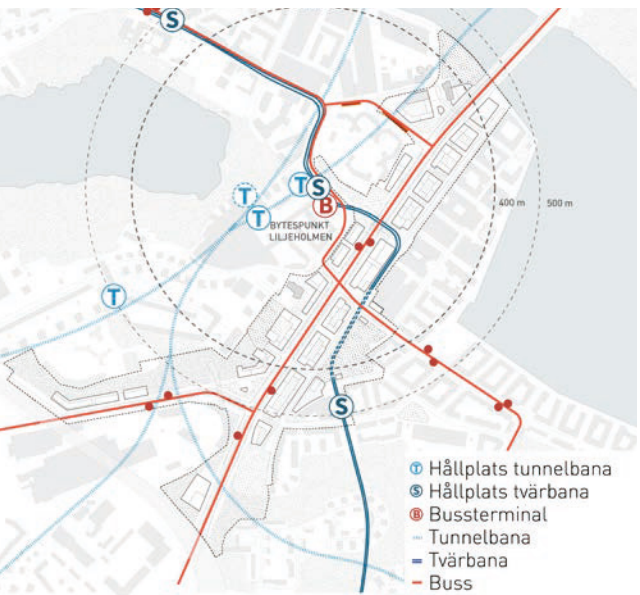 S
T
T
S
B
T
BYTESPUNKT
LILJEHOLMEN
400 m
500 m
T
S
T Hållplats tunnelbana
S Hållplats tvärbana
B Bussterminal
Tunnelbana
Tvärbana
Buss